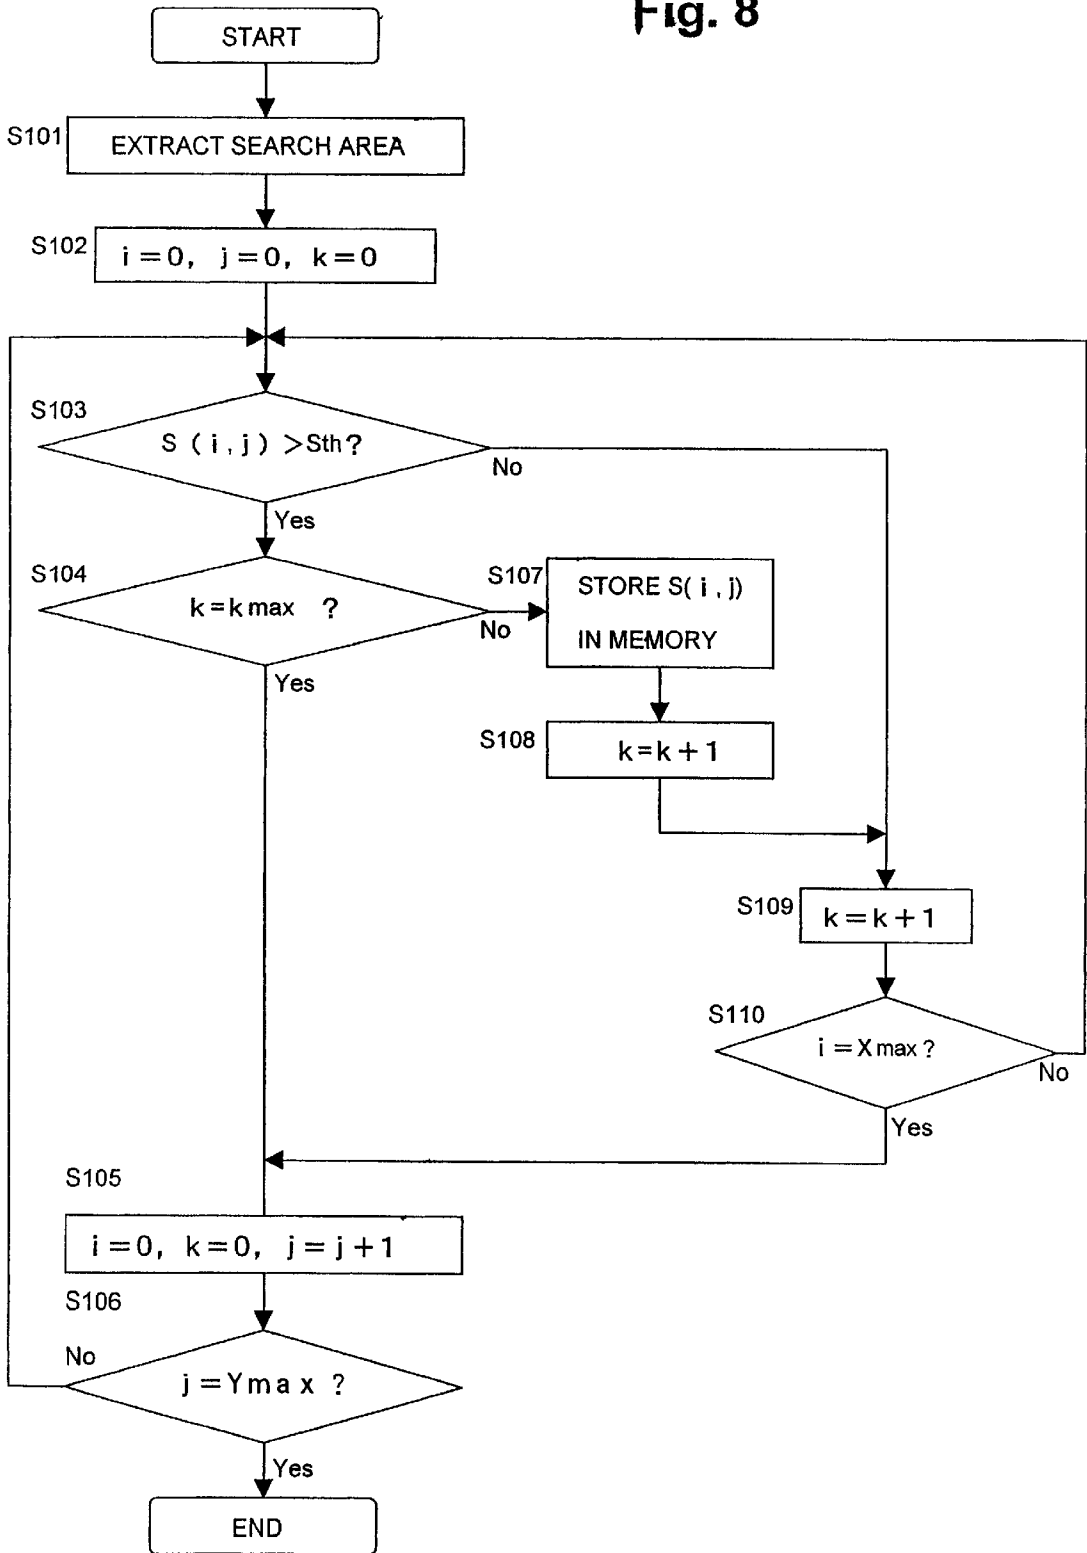 Fig. 8
START
S101
EXTRACT SEARCH AREA
S102
i=0, j=0, k=0
S103
S (i,j) >Sth?
No
Yes
S104
k=kmax ?
No
Yes
S107
STORE S(i,j)
IN MEMORY
S108
k=k+1
S109
k=k+1
S110
i=Xmax?
No
Yes
S105
i=0, k=0, j=j+1
S106
No
j=Ymax ?
Yes
END